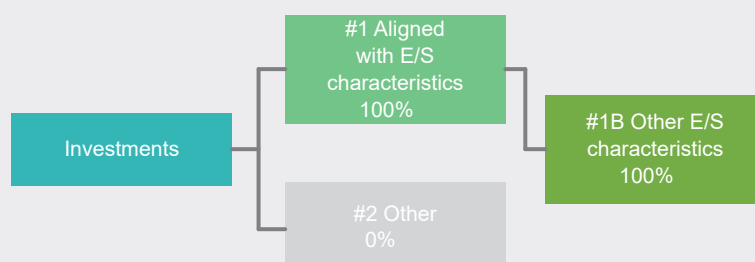 #1 Aligned
with E/S
characteristics
100%
Investments
#1B Other E/S
characteristics
100%
#2 Other
0%